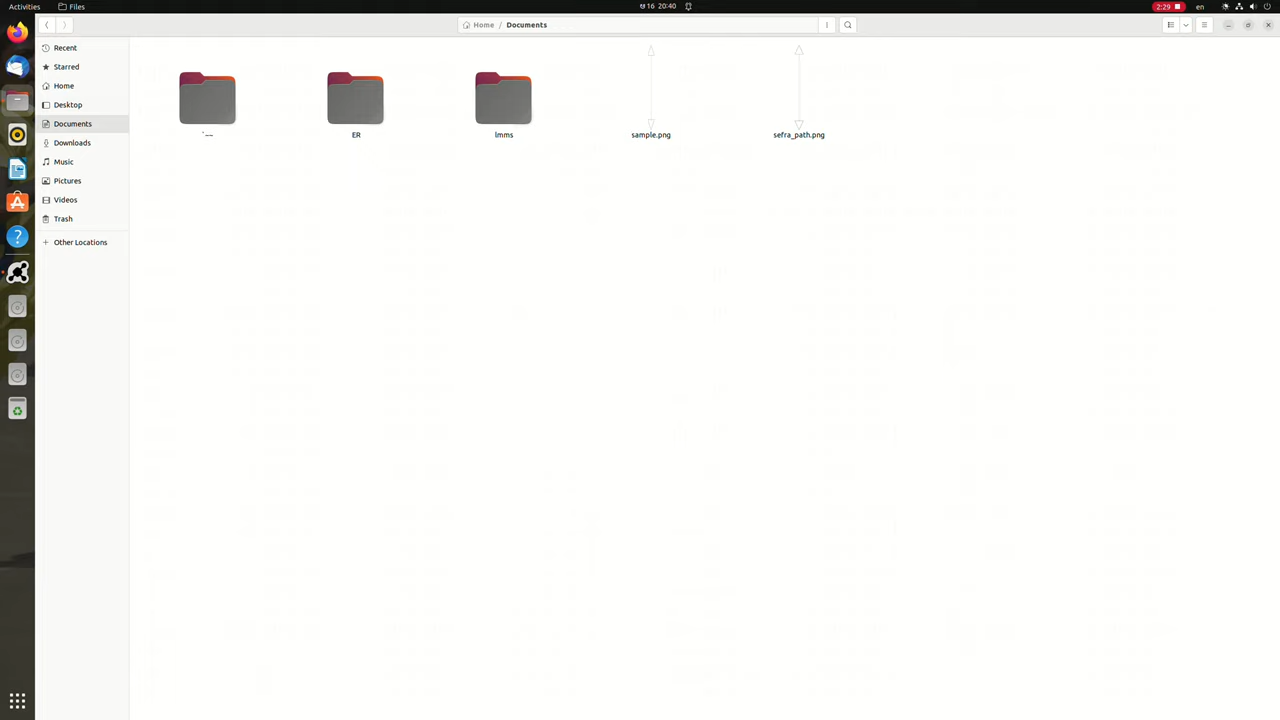 Activities Files 16 20:40 2:29 en
Home / Documents
Recent
Starred
Home
Desktop
Documents
Downloads
Music
Pictures
Videos
Trash
Other Locations
ER lmms sample.png sefra_path.png